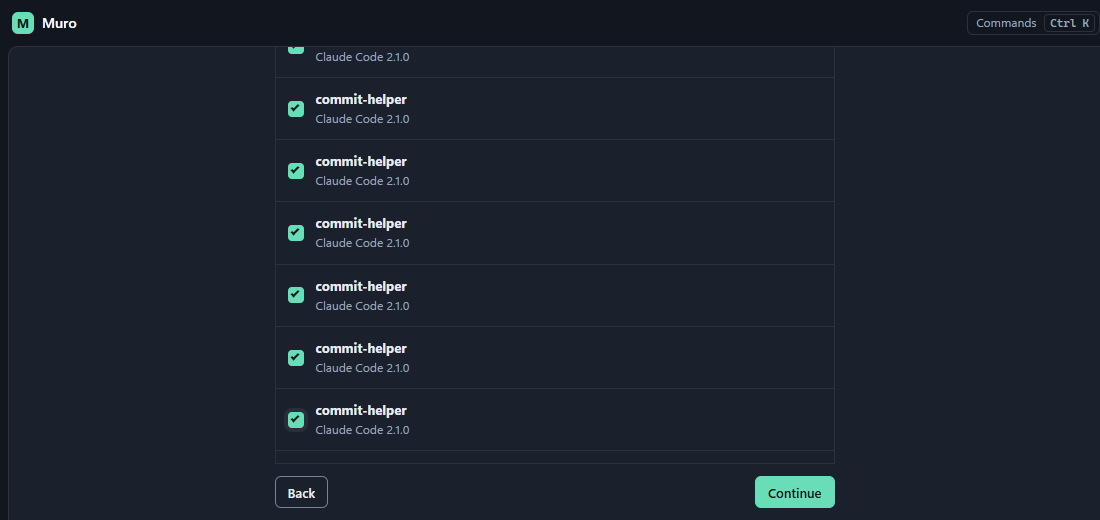 M Muro
Commands Ctrl K
Claude Code 2.1.0
commit-helper
Claude Code 2.1.0
commit-helper
Claude Code 2.1.0
commit-helper
Claude Code 2.1.0
commit-helper
Claude Code 2.1.0
commit-helper
Claude Code 2.1.0
commit-helper
Claude Code 2.1.0
Back
Continue